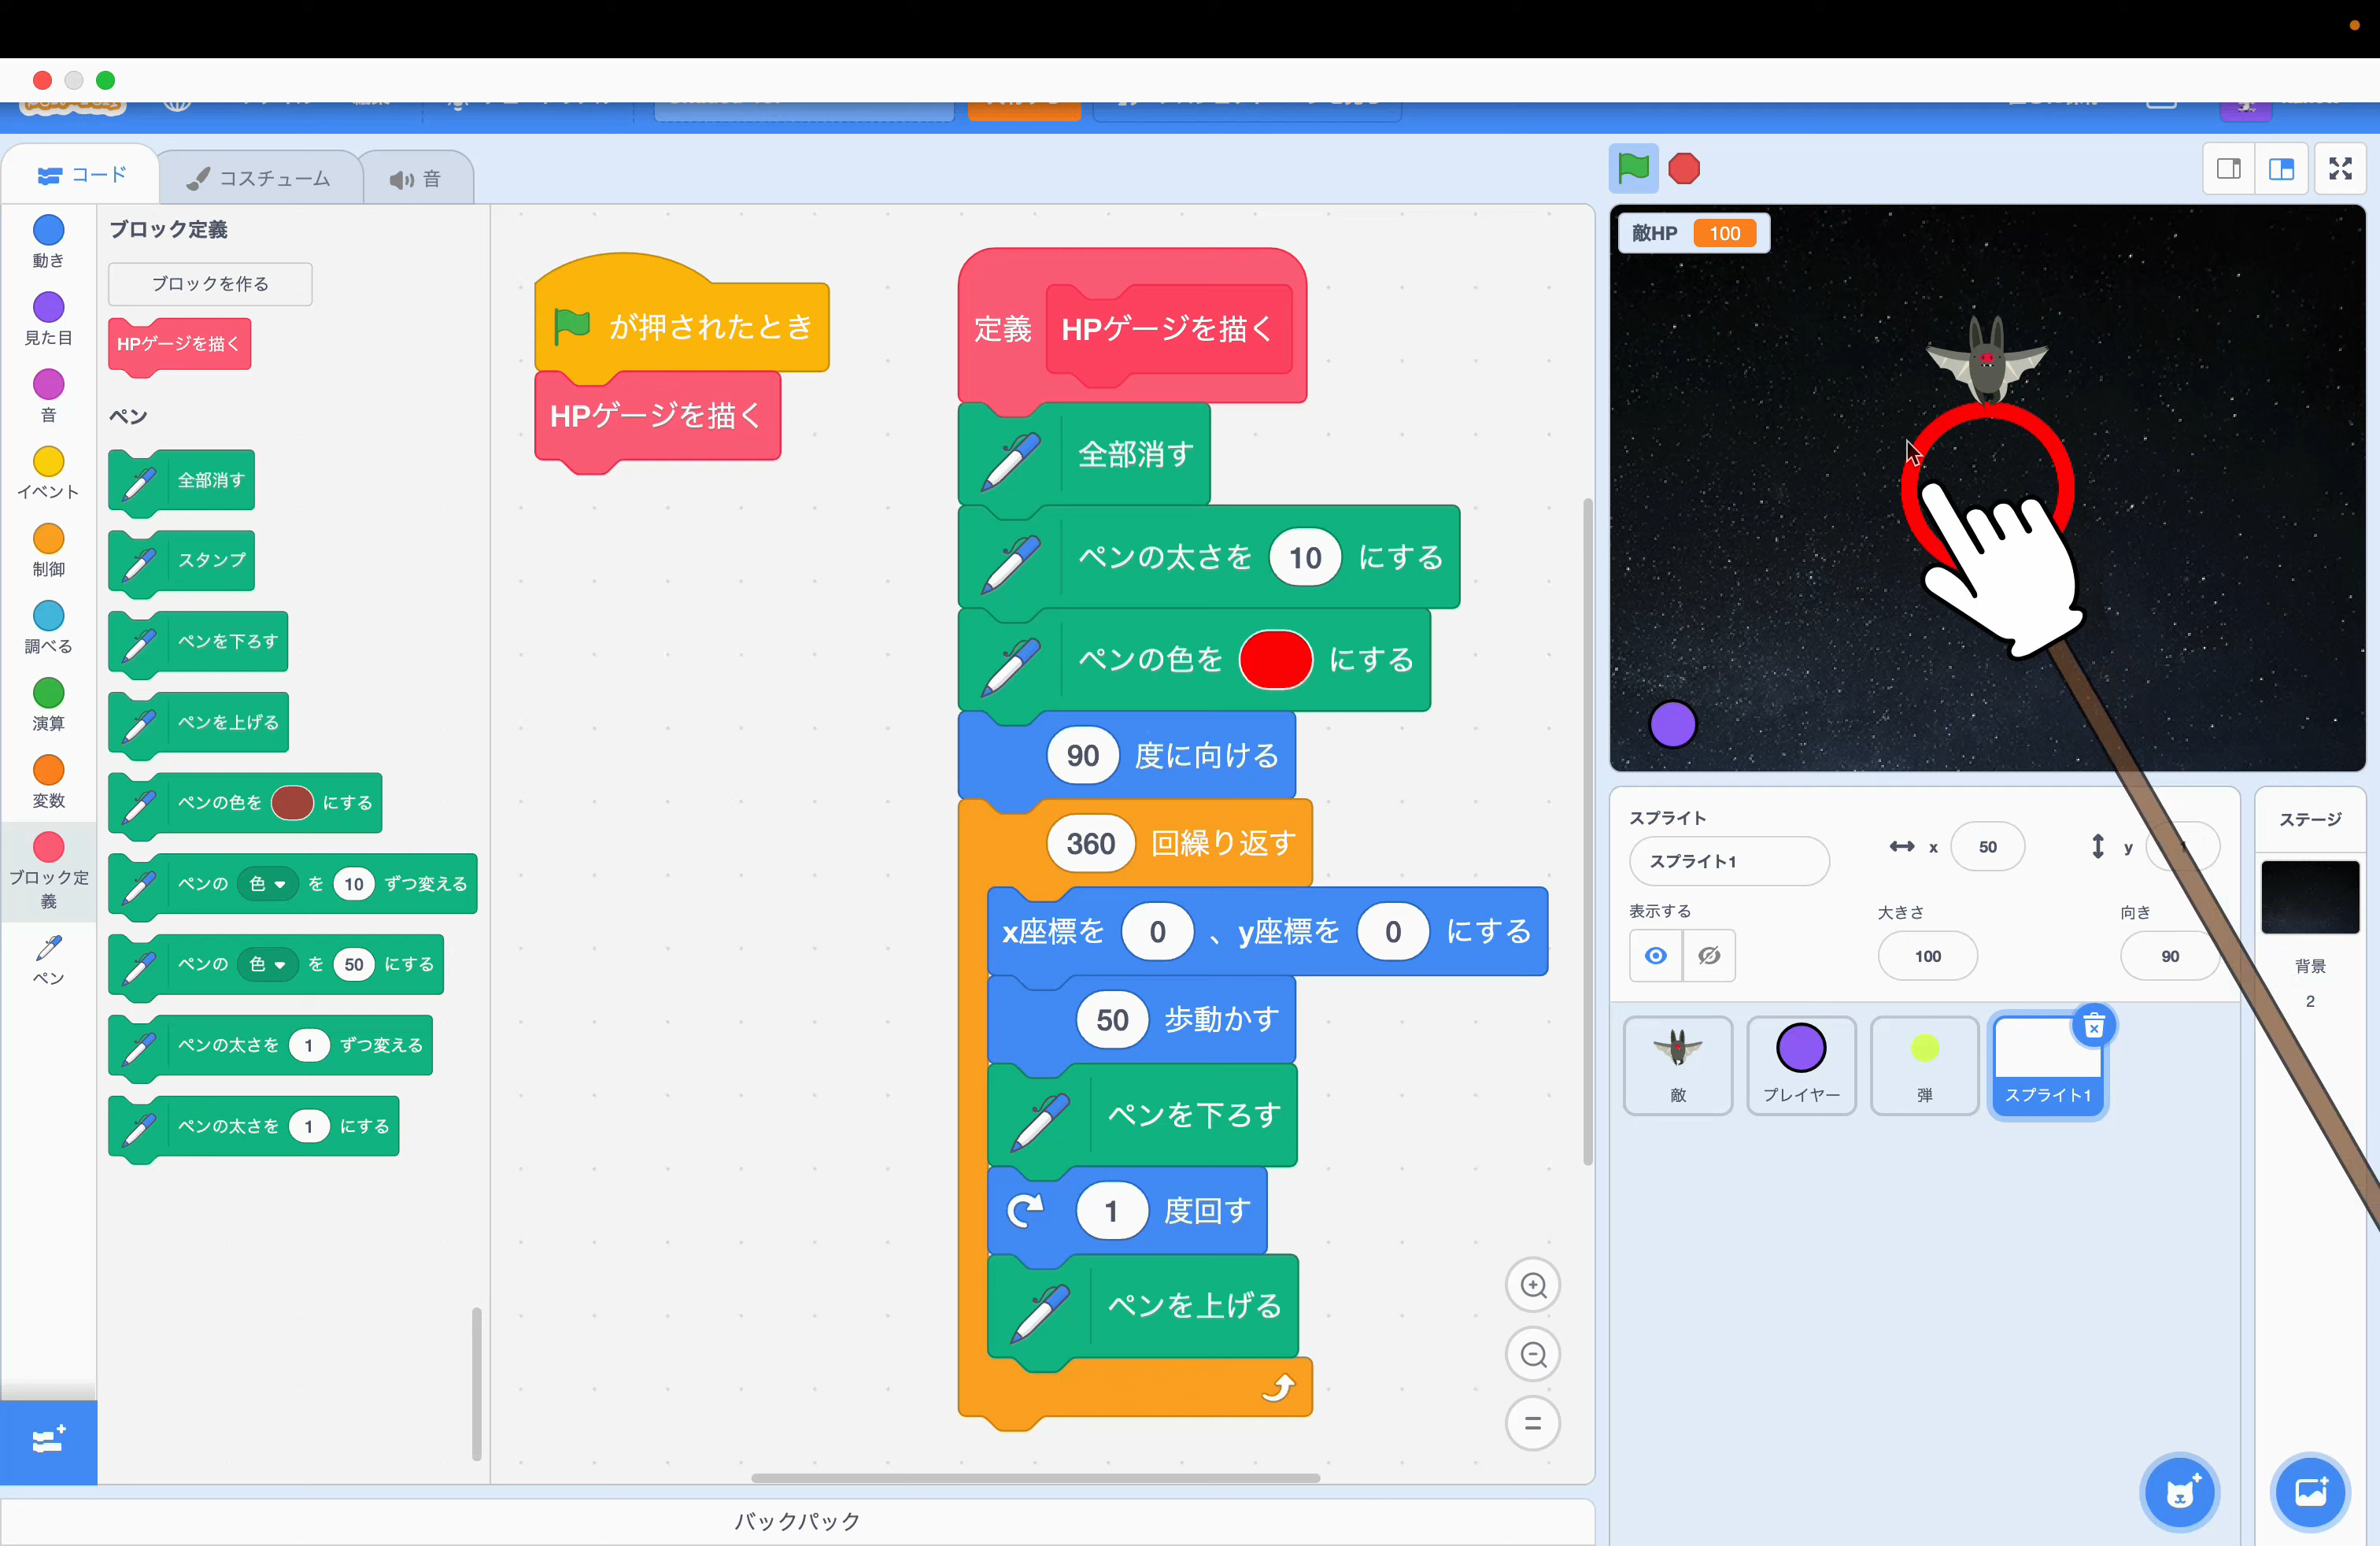 コード
コスチューム
音
動き
見た目
音
イベント
制御
調べる
演算
変数
ブロック定
義
ペン
ブロック定義
ブロックを作る
HPゲージを描く
ペン
全部消す
スタンプ
ペンを下ろす
ペンを上げる
ペンの色を にする
ペンの 色 を 10 ずつ変える
ペンの 色 を 50 にする
ペンの太さを 1 ずつ変える
ペンの太さを 1 にする
が押されたとき
HPゲージを描く
定義 HPゲージを描く
全部消す
ペンの太さを 10 にする
ペンの色を にする
90 度に向ける
360 回繰り返す
x座標を 0 、y座標を 0 にする
50 歩動かす
ペンを下ろす
1 度回す
ペンを上げる
バックパック
敵HP 100
スプライト
スプライト1
x 50
y
表示する
大きさ
100
向き
90
敵
プレイヤー
弾
スプライト1
ステージ
背景
2